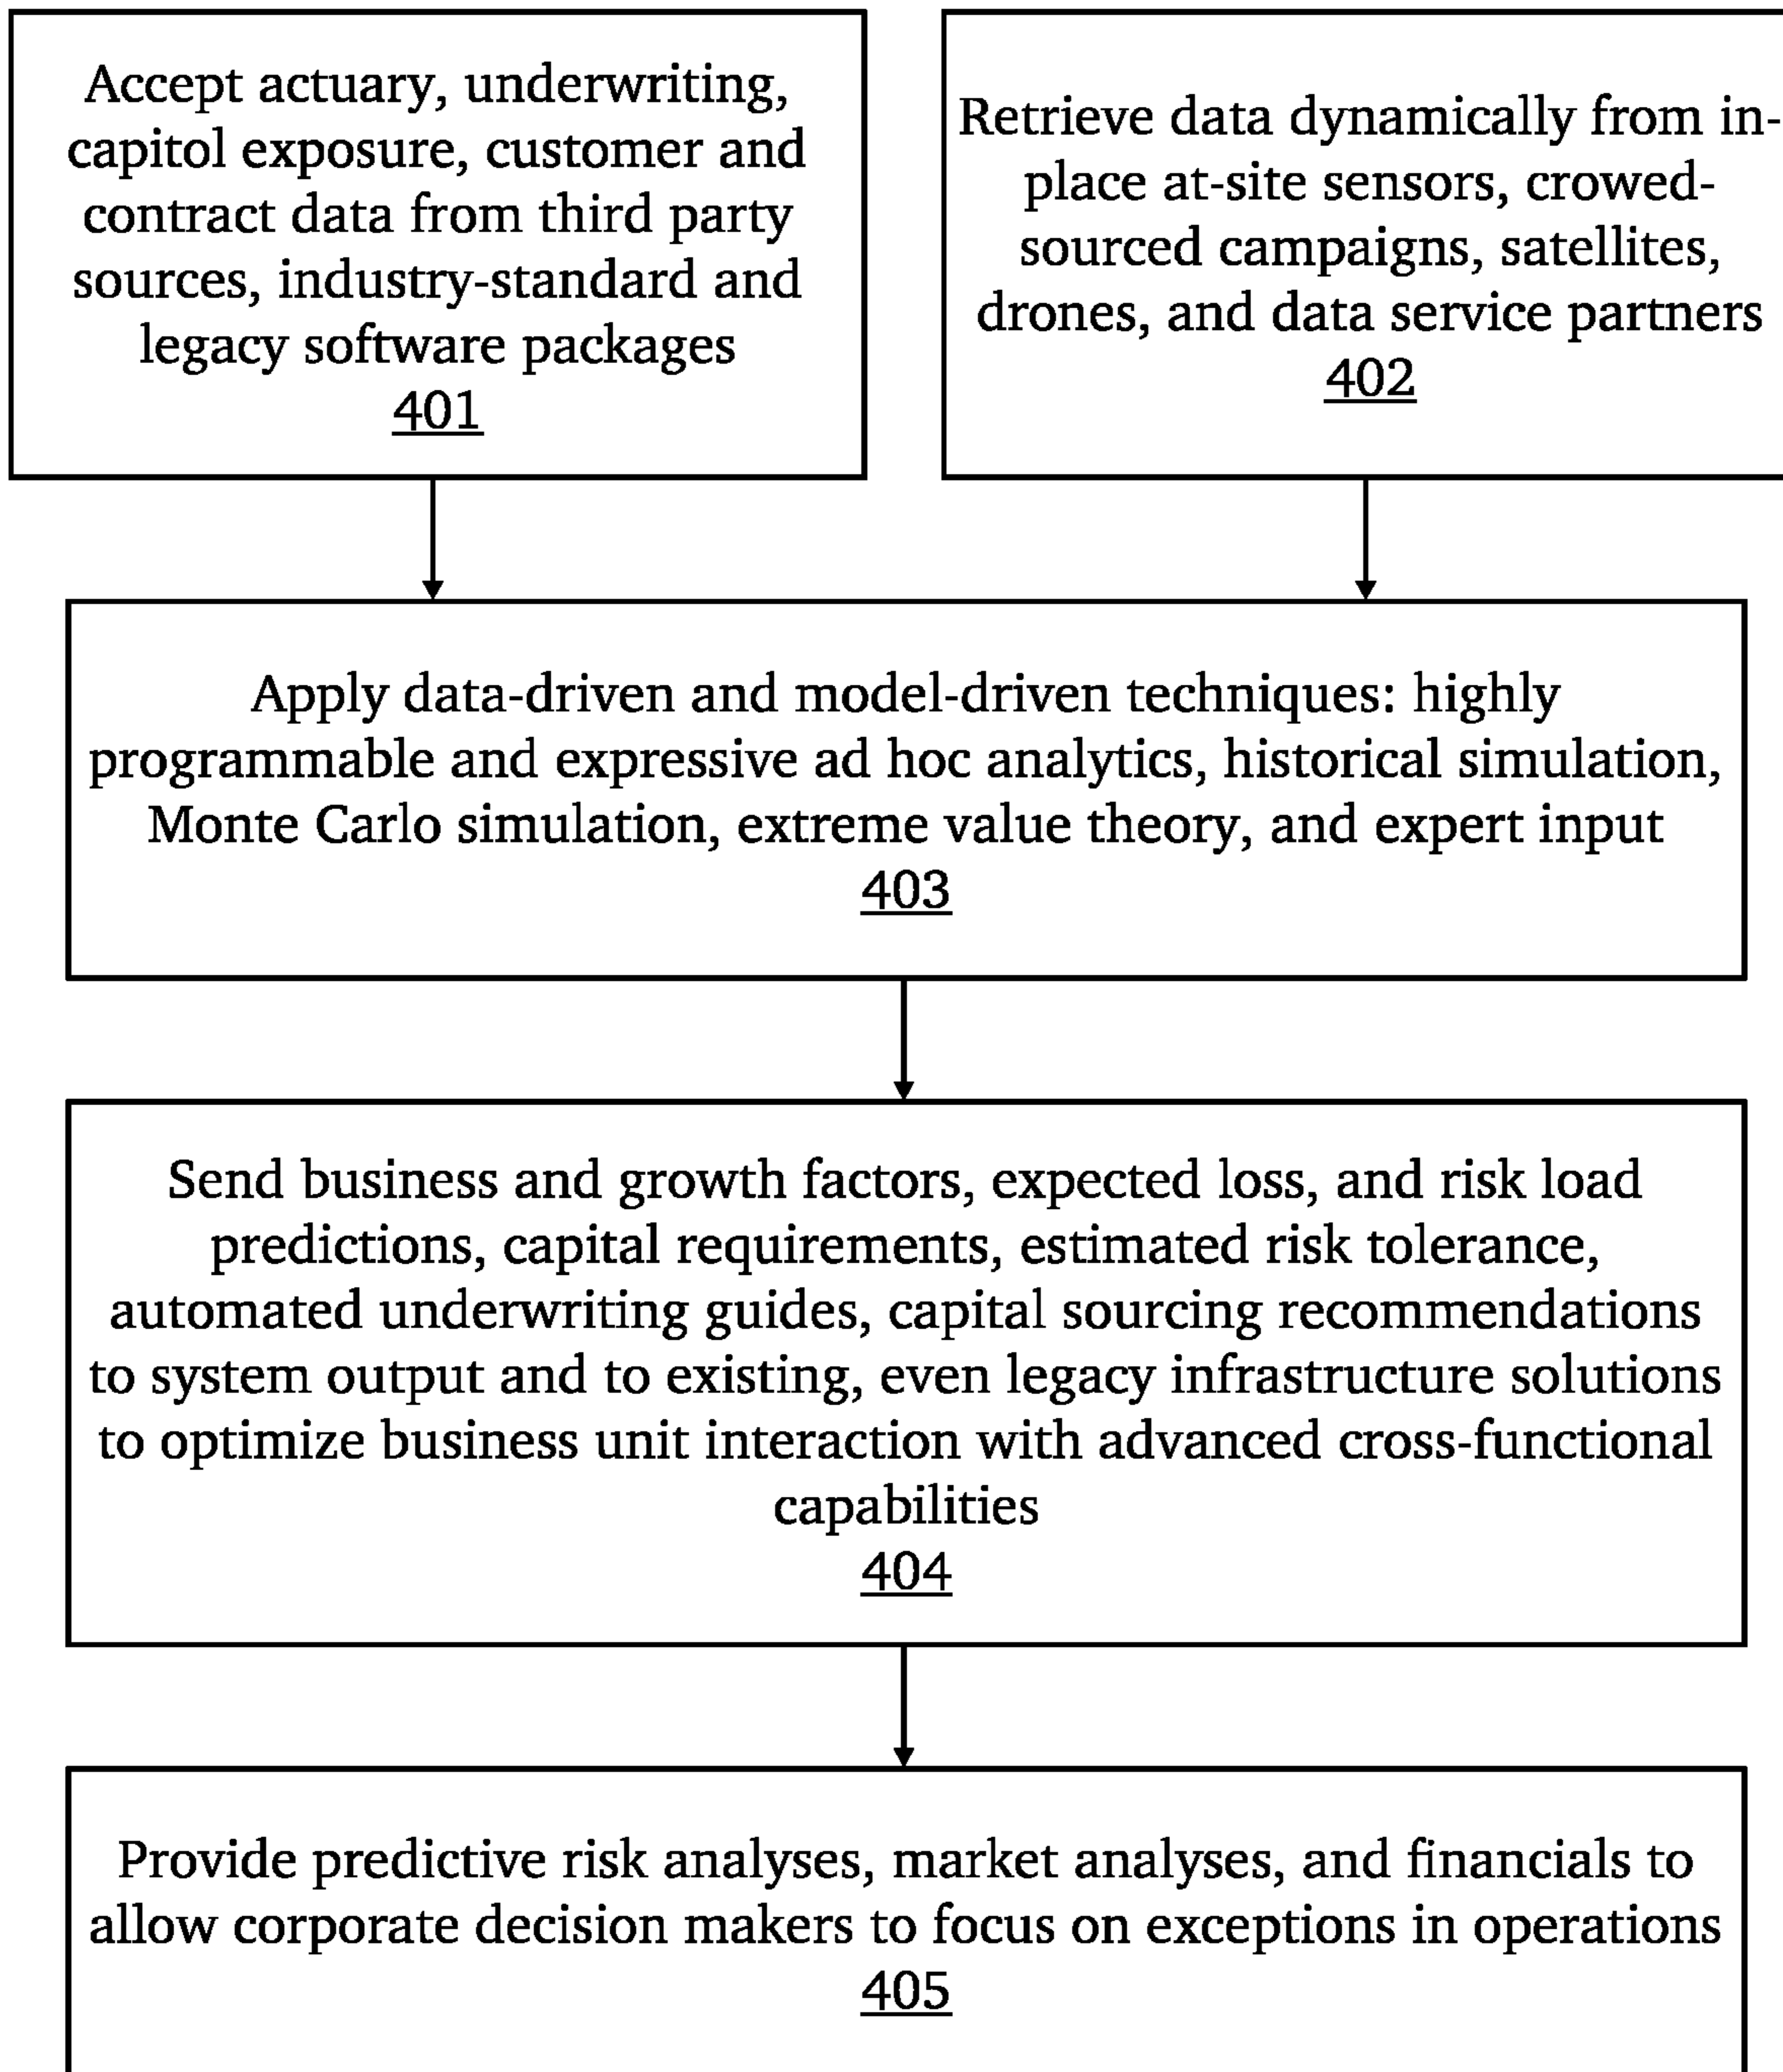 Accept actuary, underwriting,
capitol exposure, customer and
contract data from third party
sources, industry-standard and
legacy software packages
401
Retrieve data dynamically from in-
place at-site sensors, crowed-
sourced campaigns, satellites,
drones, and data service partners
402
Apply data-driven and model-driven techniques: highly
programmable and expressive ad hoc analytics, historical simulation,
Monte Carlo simulation, extreme value theory, and expert input
403
Send business and growth factors, expected loss, and risk load
predictions, capital requirements, estimated risk tolerance,
automated underwriting guides, capital sourcing recommendations
to system output and to existing, even legacy infrastructure solutions
to optimize business unit interaction with advanced cross-functional
capabilities
404
Provide predictive risk analyses, market analyses, and financials to
allow corporate decision makers to focus on exceptions in operations
405